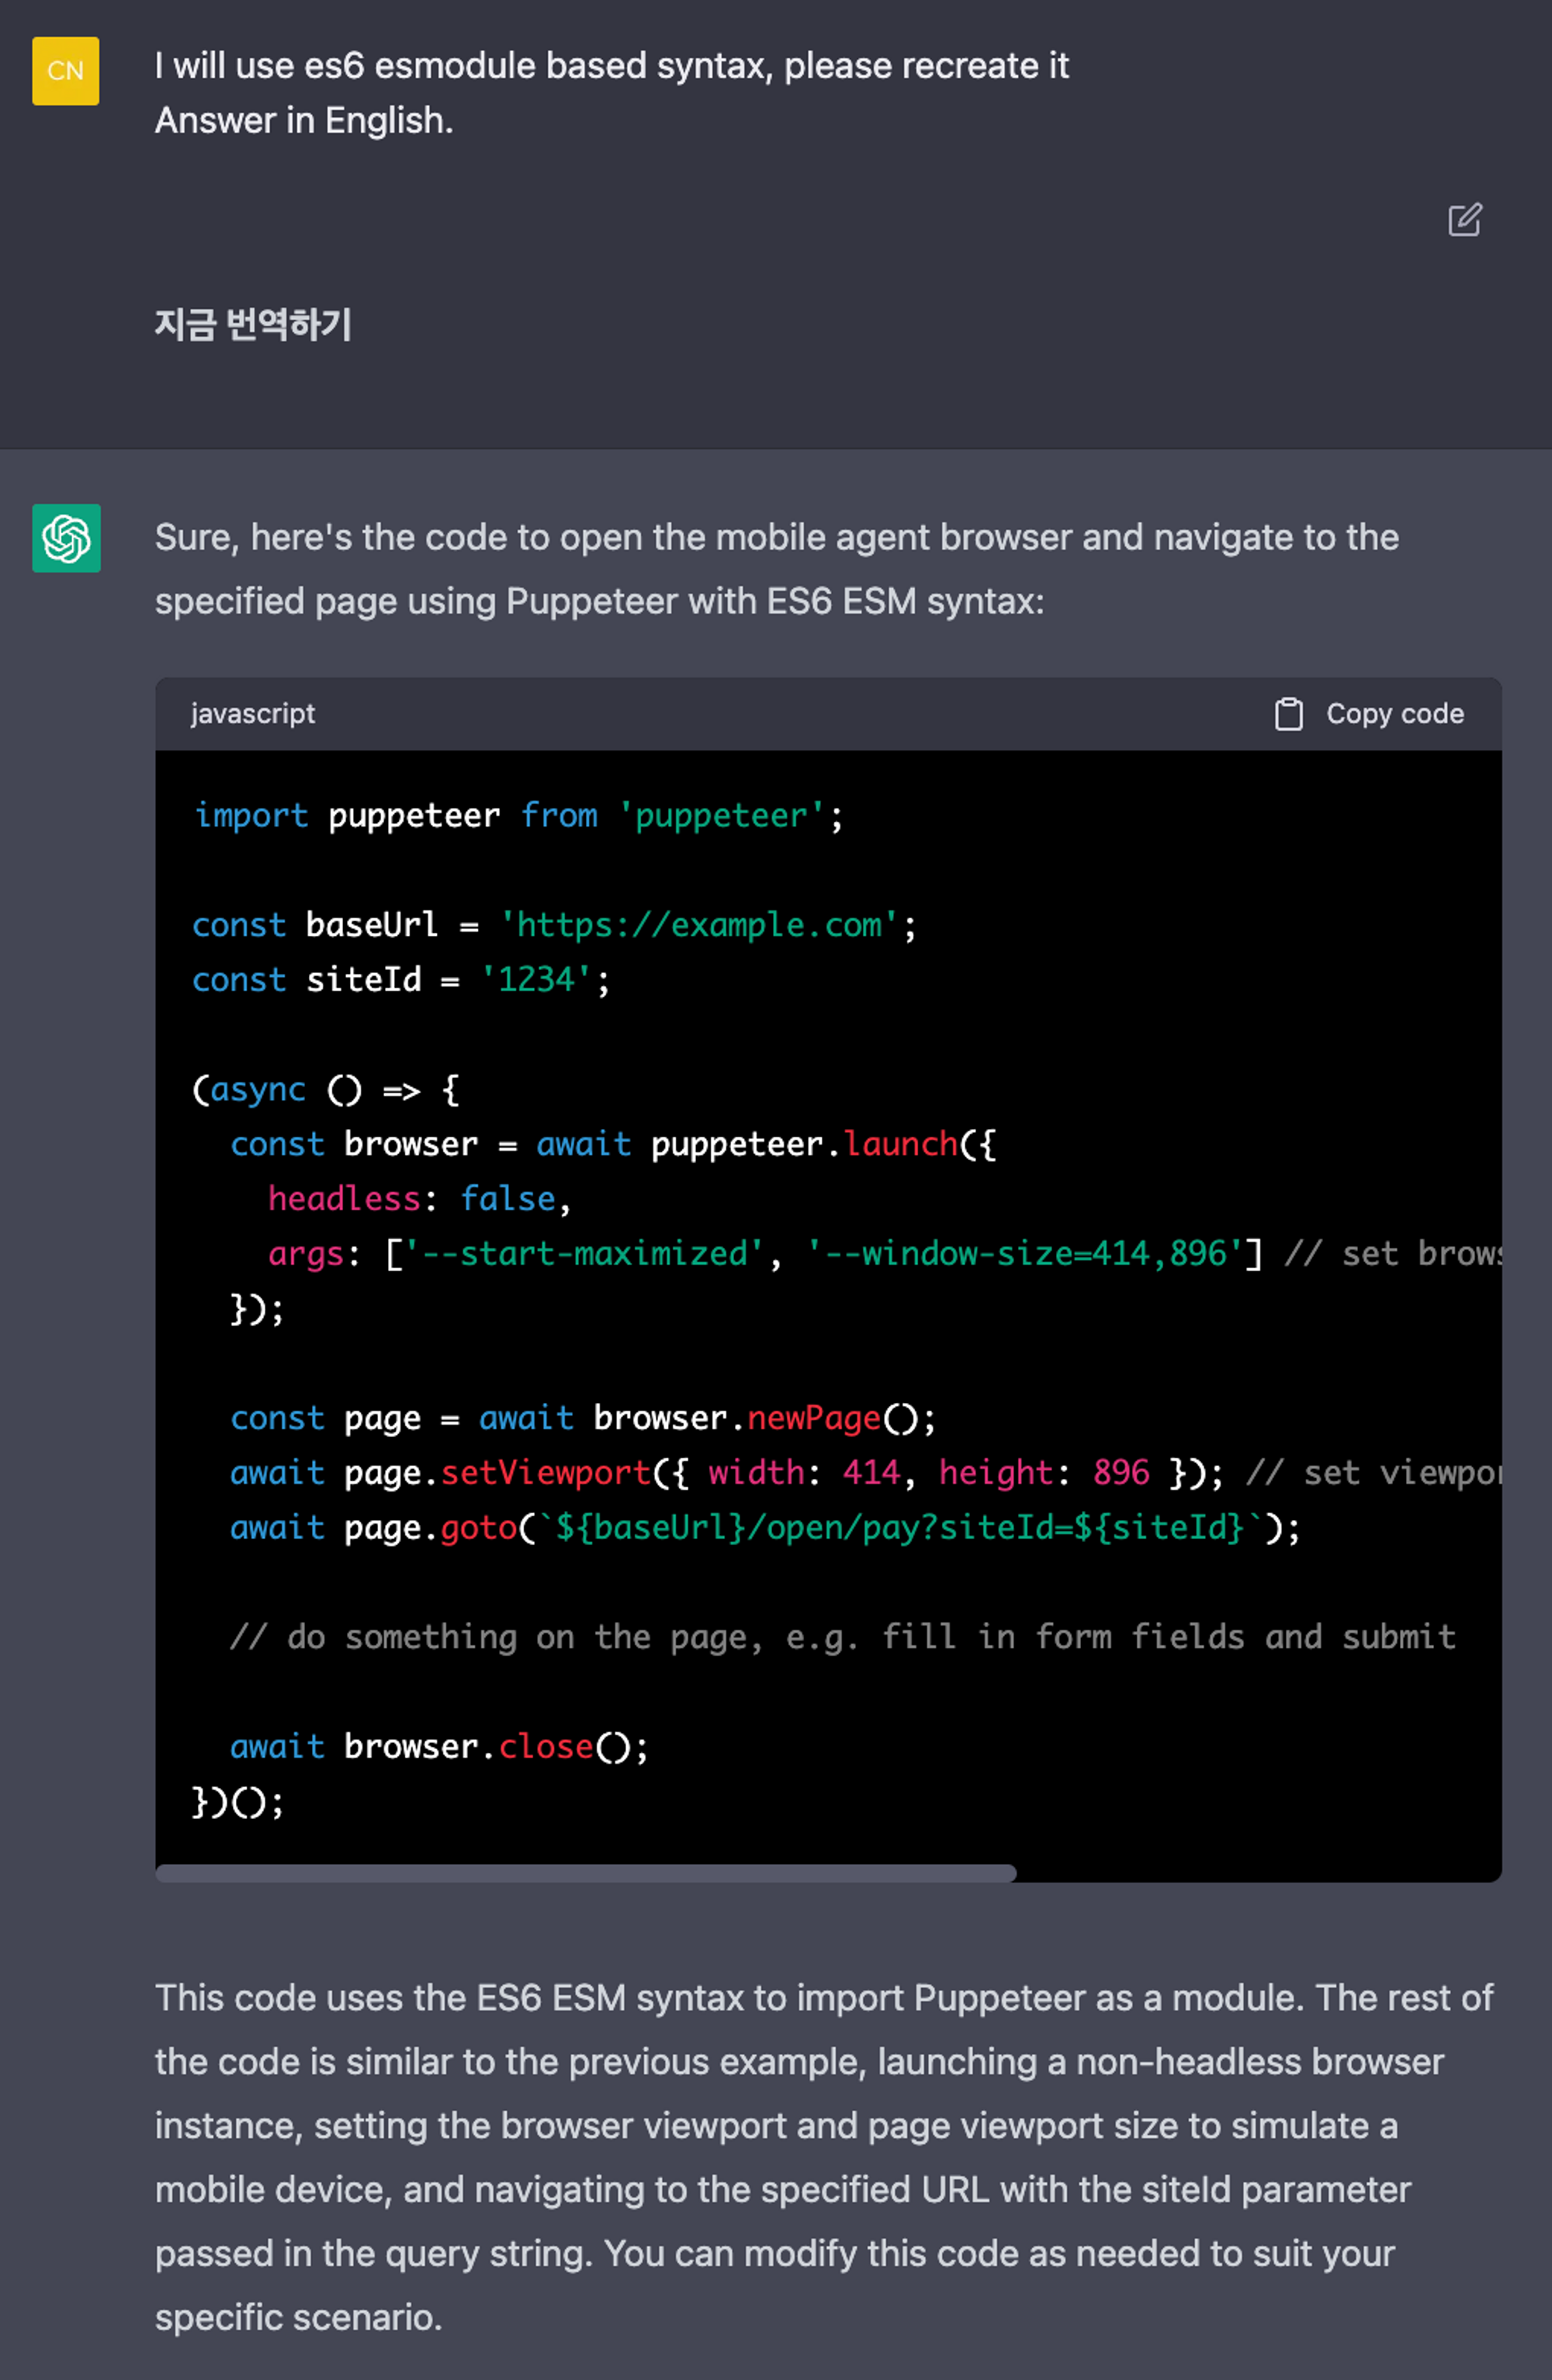 CN
I will use es6 esmodule based syntax, please recreate it
Answer in English.
지금 번역하기
Sure, here's the code to open the mobile agent browser and navigate to the
specified page using Puppeteer with ES6 ESM syntax:
javascript
Copy code
import puppeteer from 'puppeteer';
const baseUrl = 'https://example.com';
const siteId = '1234';
(async () => {
  const browser = await puppeteer.launch({
    headless: false,
    args: ['--start-maximized', '--window-size=414,896'] // set
  });
  const page = await browser.newPage();
  await page.setViewport({ width: 414, height: 896 }); // set
  await page.goto(`${baseUrl}/open/pay?siteId=${siteId}`);
  // do something on the page, e.g. fill in form fields and submit
  await browser.close();
})();
This code uses the ES6 ESM syntax to import Puppeteer as a module. The rest of
the code is similar to the previous example, launching a non-headless browser
instance, setting the browser viewport and page viewport size to simulate a
mobile device, and navigating to the specified URL with the siteId parameter
passed in the query string. You can modify this code as needed to suit your
specific scenario.